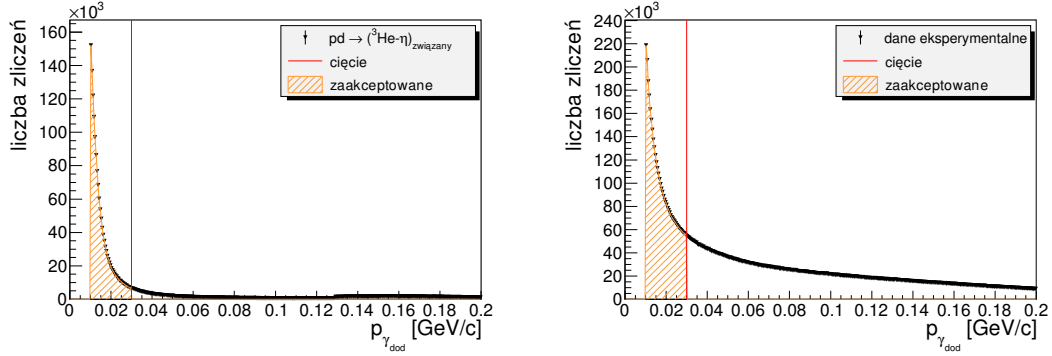 ×10³
160
140
120
100
80
60
40
20
0
liczba zliczeń
pd → (³He-η)związany
cięcie
zaakceptowane
0 0.02 0.04 0.06 0.08 0.1 0.12 0.14 0.16 0.18 0.2
pγdod [GeV/c]
×10³
240
220
200
180
160
140
120
100
80
60
40
20
0
liczba zliczeń
dane eksperymentalne
cięcie
zaakceptowane
0 0.02 0.04 0.06 0.08 0.1 0.12 0.14 0.16 0.18 0.2
pγdod [GeV/c]